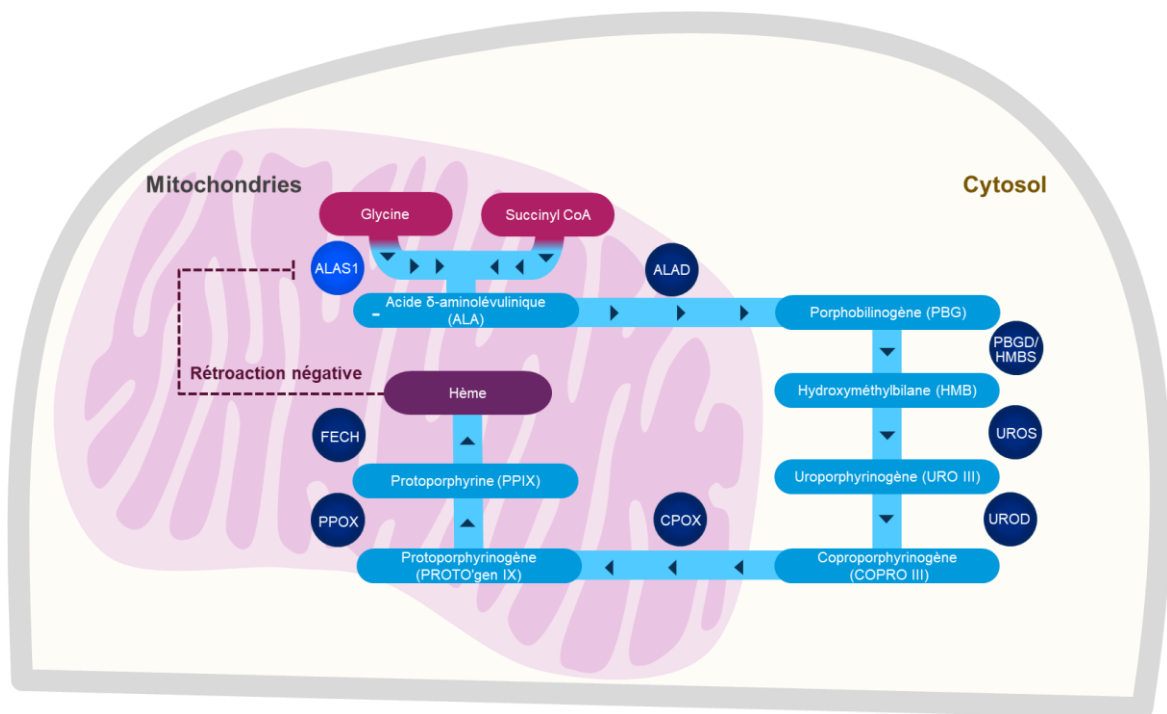 Mitochondries
Cytosol
Glycine
Succinyl CoA
ALAS1
ALAD
Acide δ-aminolévulinique
(ALA)
Porphobilinogène (PBG)
PBGD/
HMBS
Rétroaction négative
Hème
Hydroxyméthylbilane (HMB)
FECH
UROS
Protoporphyrine (PPIX)
Uroporphyrinogène (URO III)
PPOX
CPOX
UROD
Protoporphyrinogène
(PROTO'gen IX)
Coproporphyrinogène
(COPRO III)